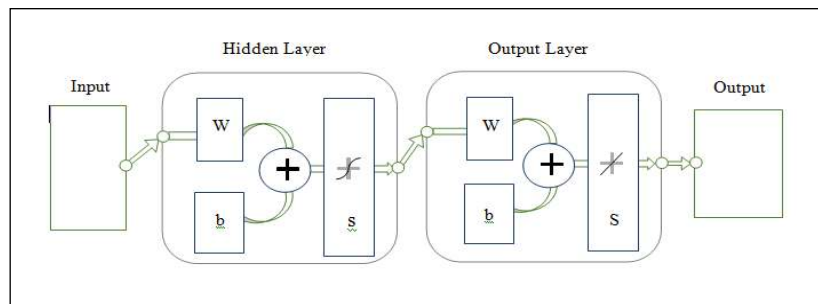 Hidden Layer
Output Layer
Input
Output
W
b
s
W
b
S